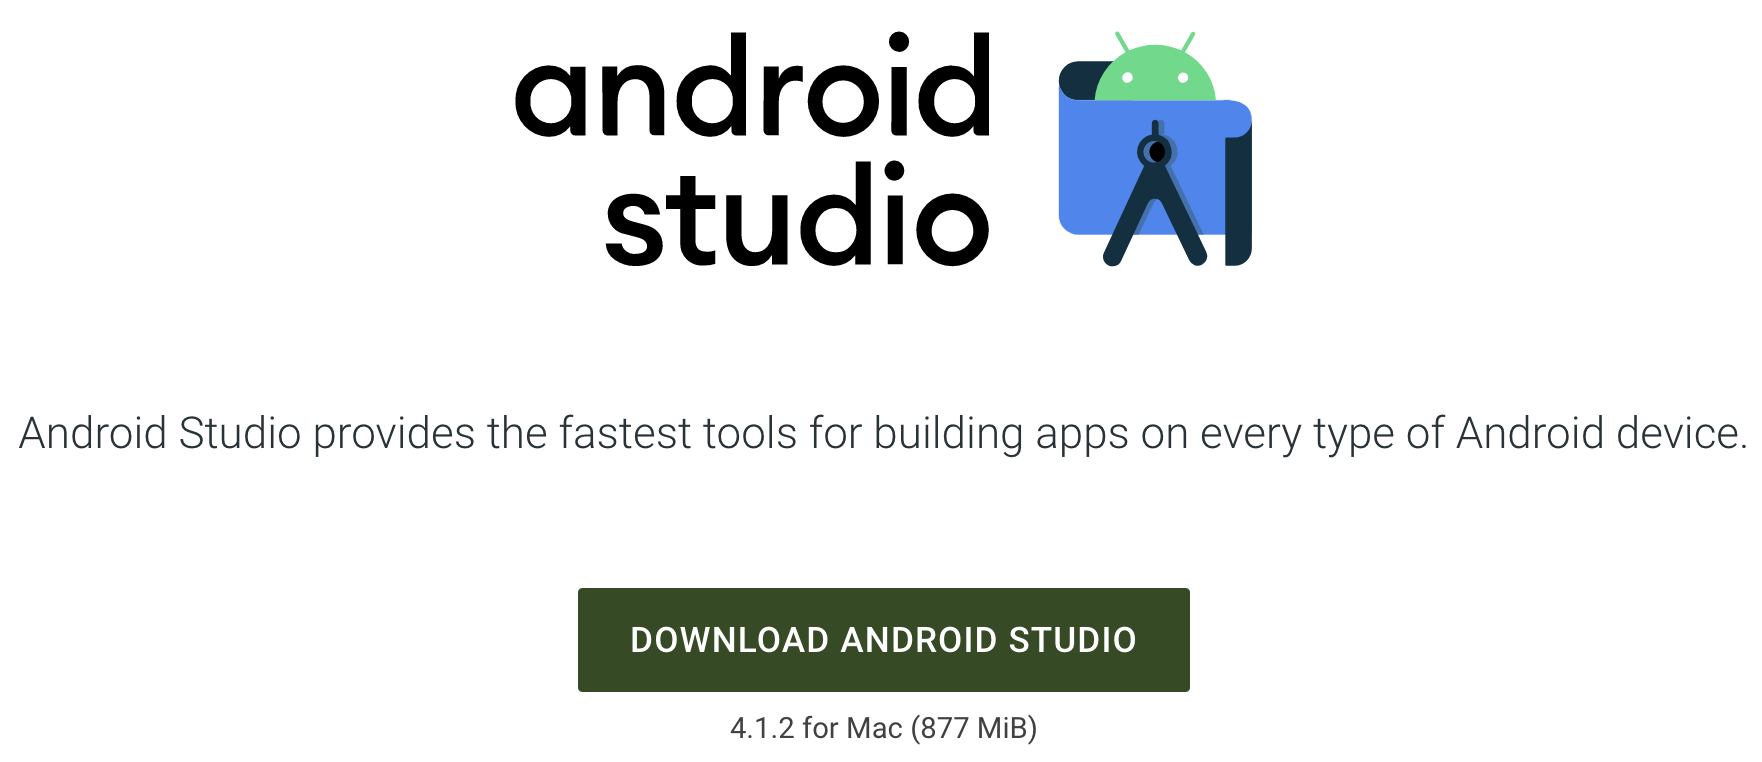 android
studio
Android Studio provides the fastest tools for building apps on every type of Android device.
DOWNLOAD ANDROID STUDIO
4.1.2 for Mac (877 MiB)